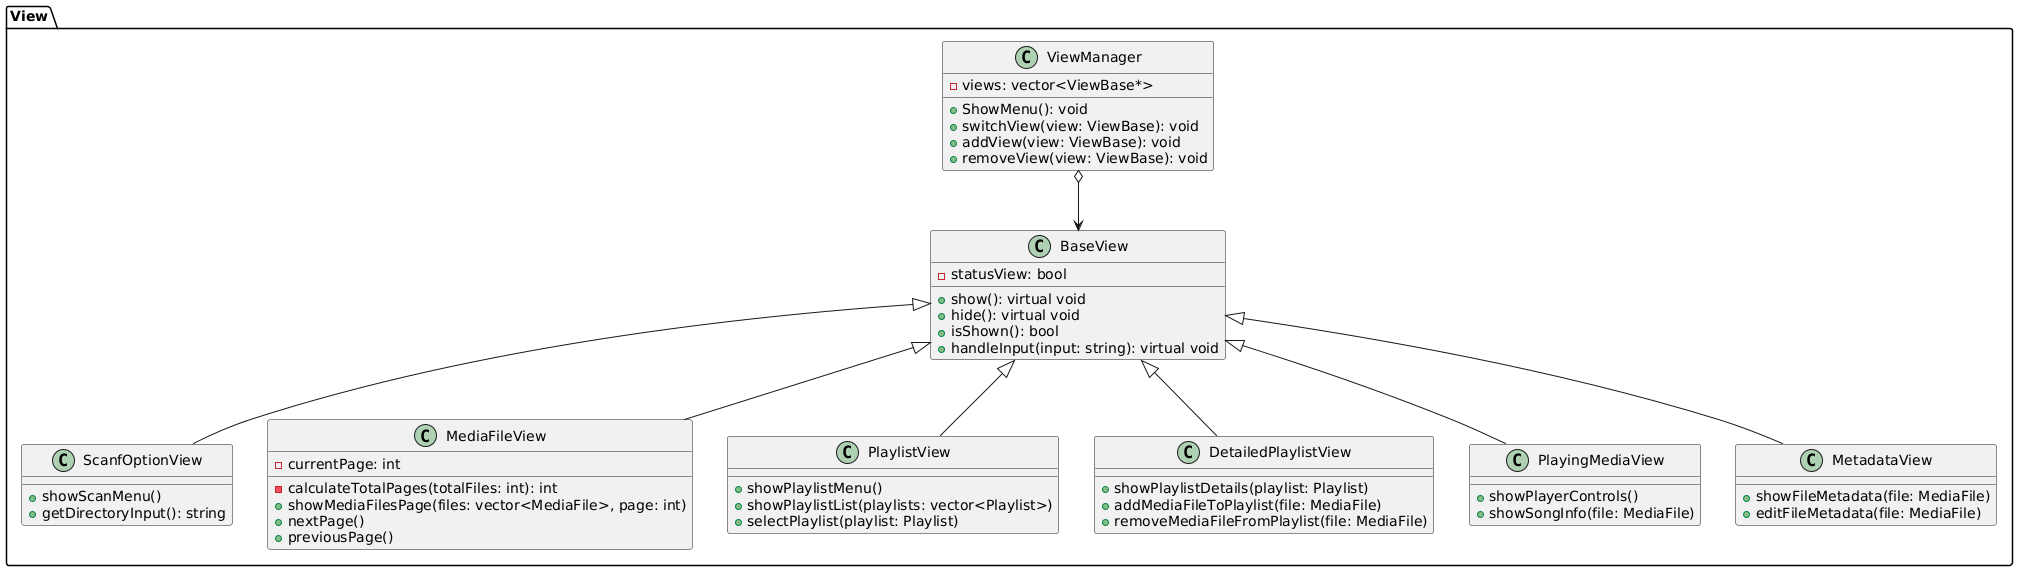 View
C ViewManager
views: vector<ViewBase*>
ShowMenu(): void
switchView(view: ViewBase): void
addView(view: ViewBase): void
removeView(view: ViewBase): void
C BaseView
statusView: bool
show(): virtual void
hide(): virtual void
isShown(): bool
handleInput(input: string): virtual void
C ScanfOptionView
showScanMenu()
getDirectoryInput(): string
C MediaFileView
currentPage: int
calculateTotalPages(totalFiles: int): int
showMediaFilesPage(files: vector<MediaFile>, page: int)
nextPage()
previousPage()
C PlaylistView
showPlaylistMenu()
showPlaylistList(playlists: vector<Playlist>)
selectPlaylist(playlist: Playlist)
C DetailedPlaylistView
showPlaylistDetails(playlist: Playlist)
addMediaFileToPlaylist(file: MediaFile)
removeMediaFileFromPlaylist(file: MediaFile)
C PlayingMediaView
showPlayerControls()
showSongInfo(file: MediaFile)
C MetadataView
showFileMetadata(file: MediaFile)
editFileMetadata(file: MediaFile)